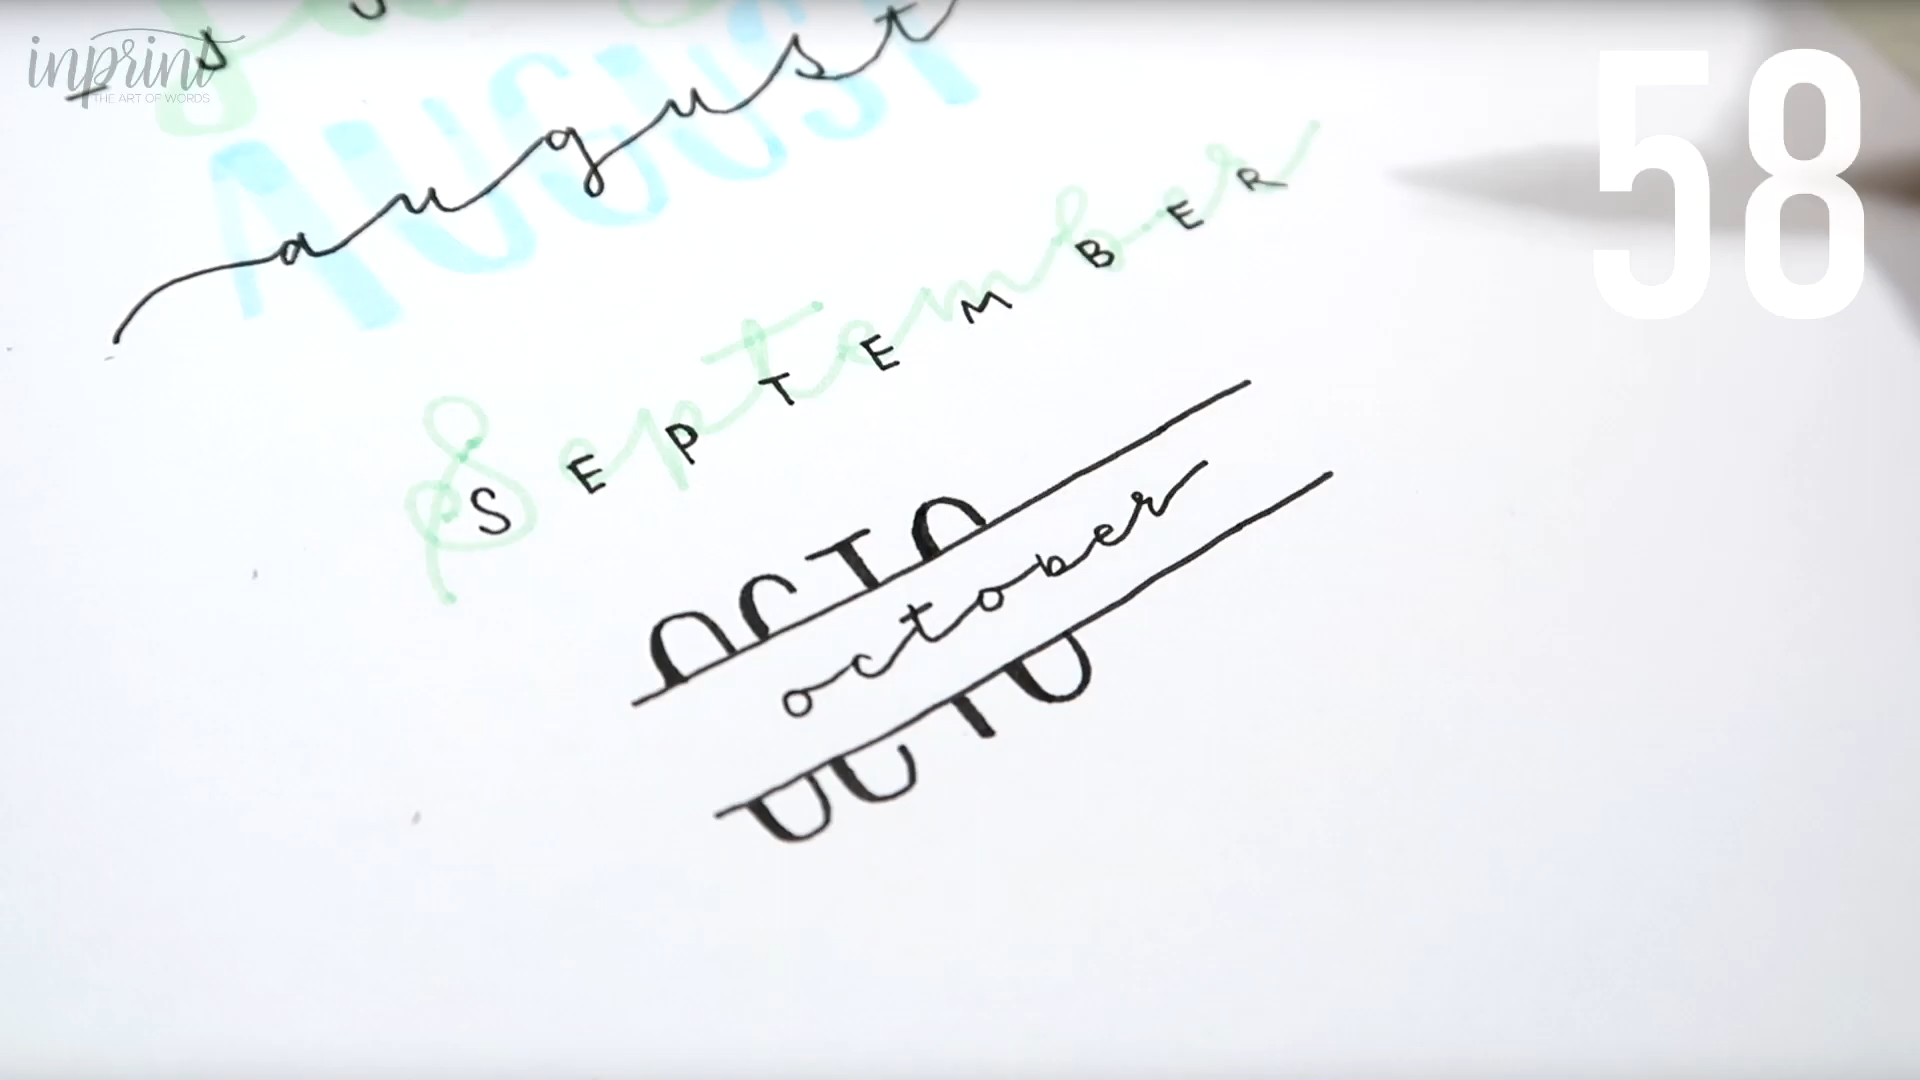 inprint
THE ART OF WORDS
58
AUGUST
august
September
SEPTEMBER
OCTO
october
OCTO